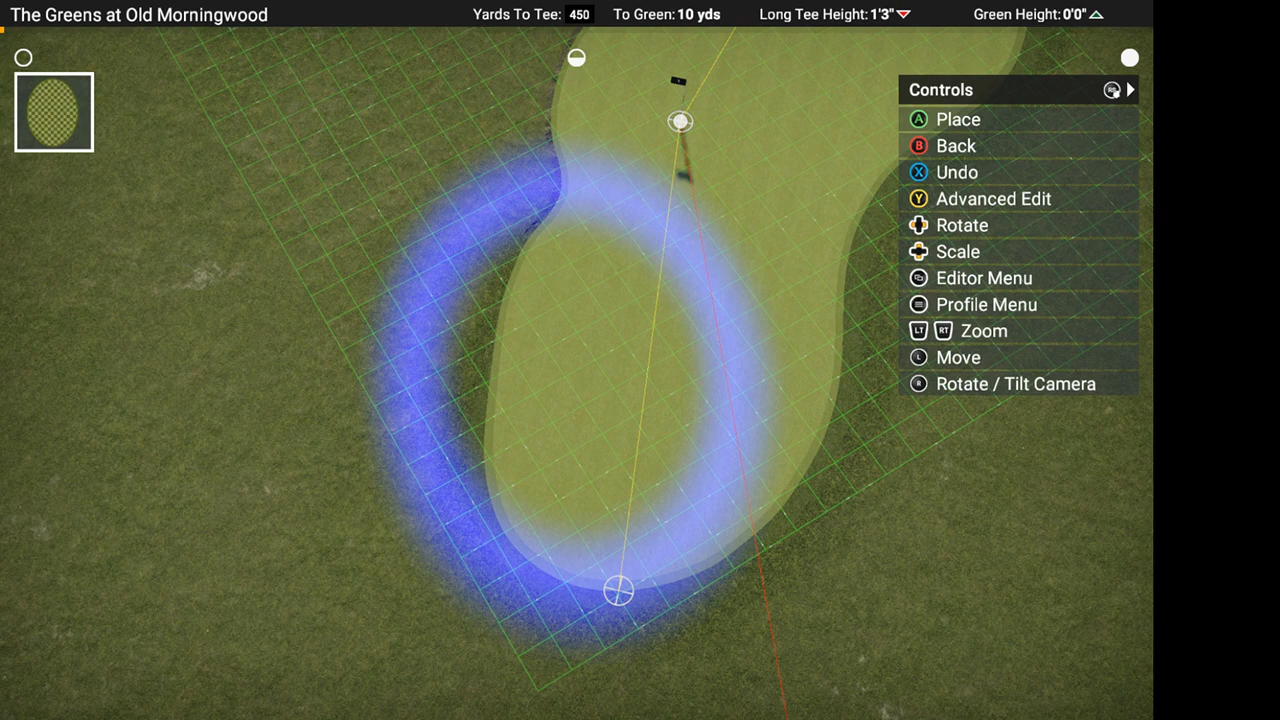 The Greens at Old Morningwood Yards To Tee: 450 To Green: 10 yds Long Tee Height: 1'3" Green Height: 0'0"
Controls
A Place
B Back
X Undo
Y Advanced Edit
Rotate
Scale
Editor Menu
Profile Menu
LT RT Zoom
L Move
R Rotate / Tilt Camera